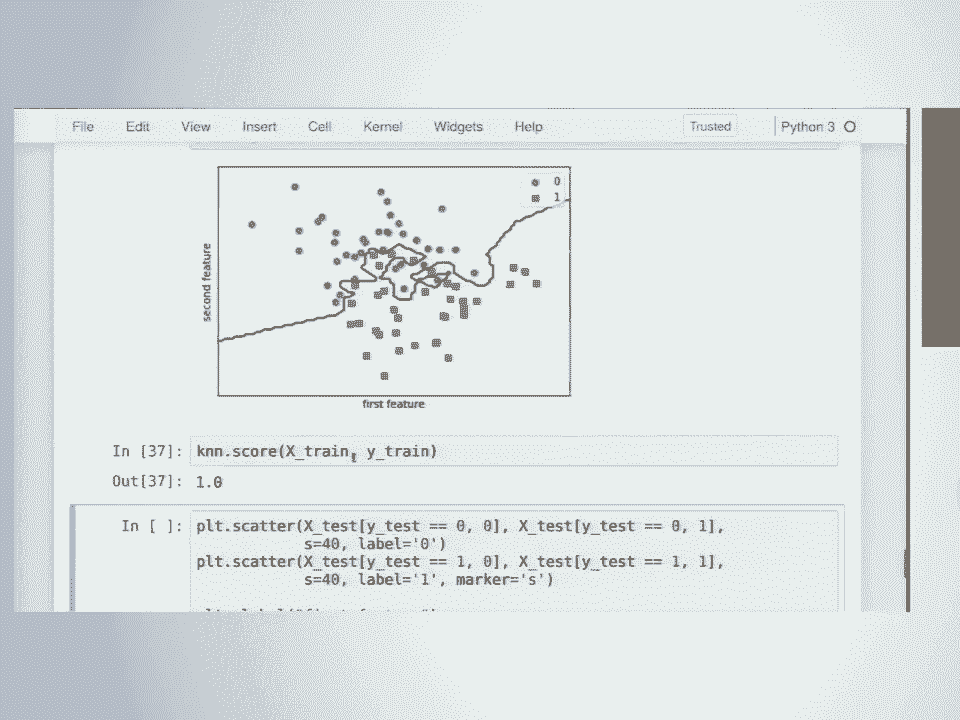 File Edit View Insert Cell Kernel Widgets Help Trusted Python 3
0
1
second feature
first feature
In [37]: knn.score(X_train, y_train)
Out[37]: 1.0
In [ ]: plt.scatter(X_test[y_test == 0, 0], X_test[y_test == 0, 1],
s=40, label='0')
plt.scatter(X_test[y_test == 1, 0], X_test[y_test == 1, 1],
s=40, label='1', marker='s')